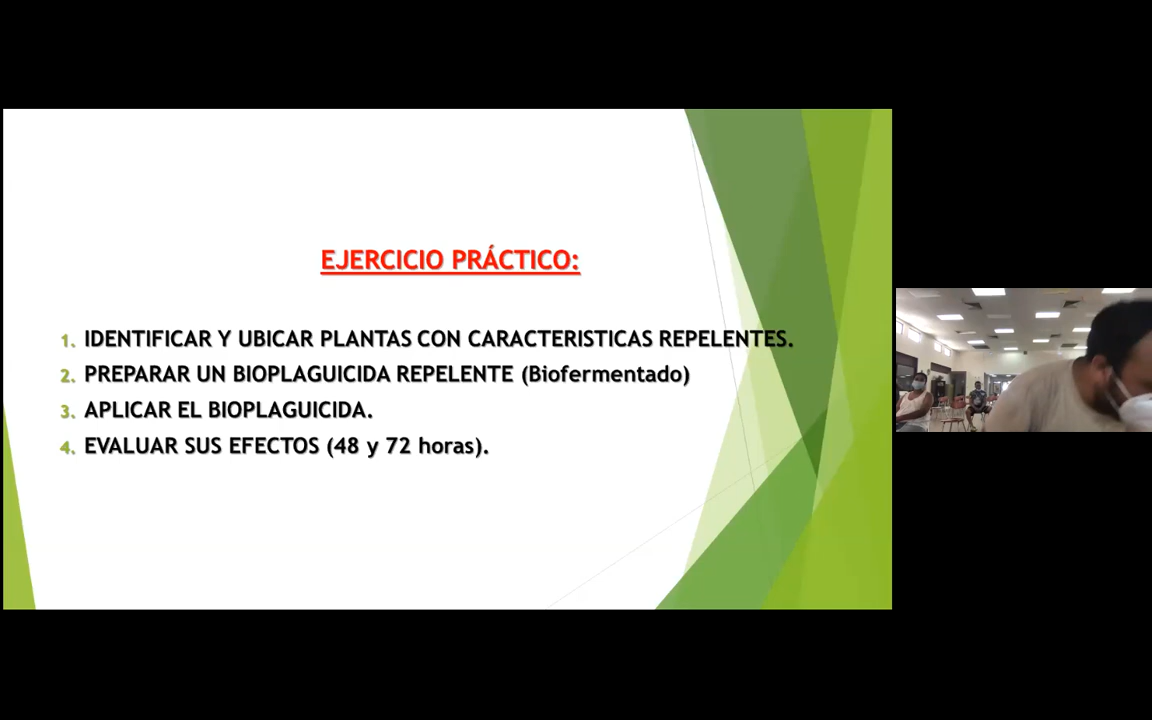 EJERCICIO PRÁCTICO:
1. IDENTIFICAR Y UBICAR PLANTAS CON CARACTERISTICAS REPELENTES.
2. PREPARAR UN BIOPLAGUICIDA REPELENTE (Biofermentado)
3. APLICAR EL BIOPLAGUICIDA.
4. EVALUAR SUS EFECTOS (48 y 72 horas).